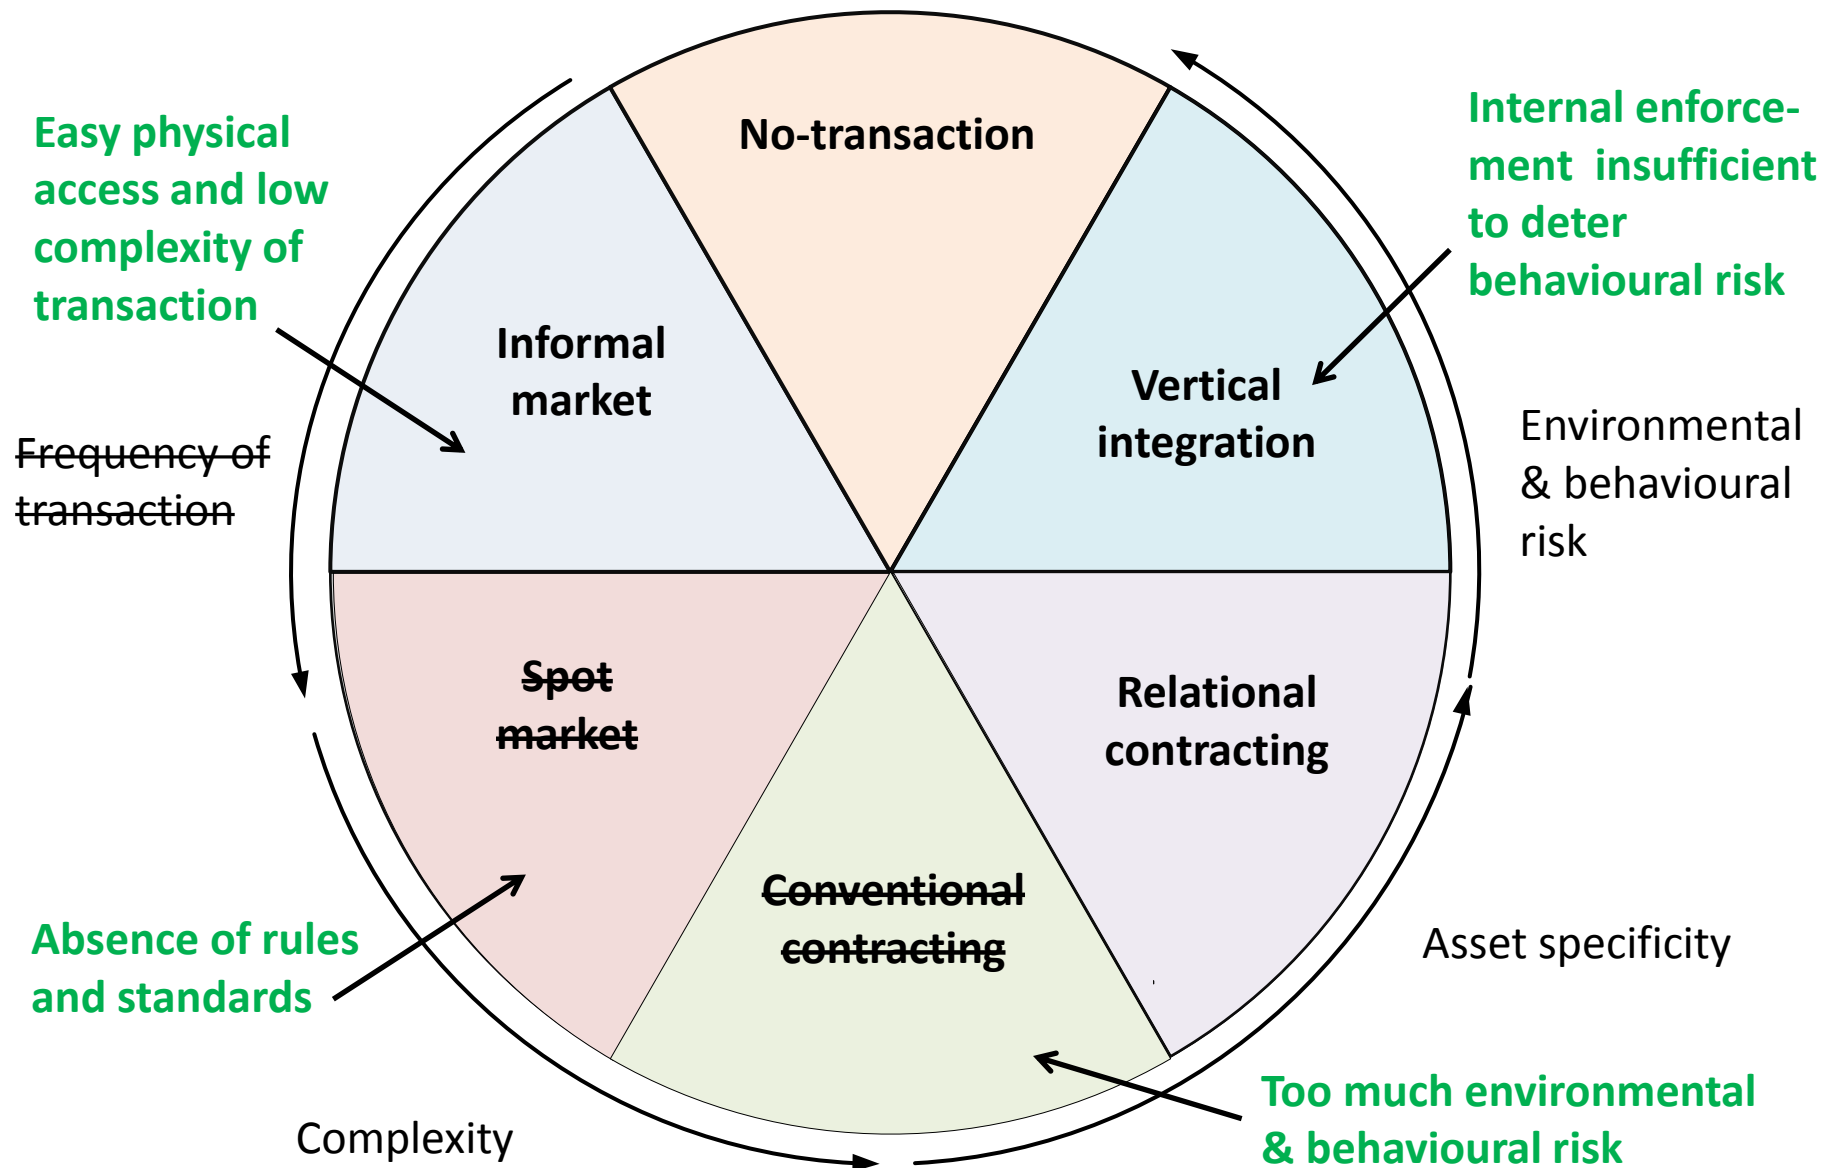 No-transaction
Easy physical
access and low
complexity of
transaction
Internal enforce-
ment  insufficient
to deter
behavioural risk
Informal
market
Vertical
integration
Frequency of
transaction
Environmental
& behavioural
risk
Spot
market
Relational
contracting
Conventional
contracting
Absence of rules
and standards
Asset specificity
Complexity
Too much environmental
& behavioural risk